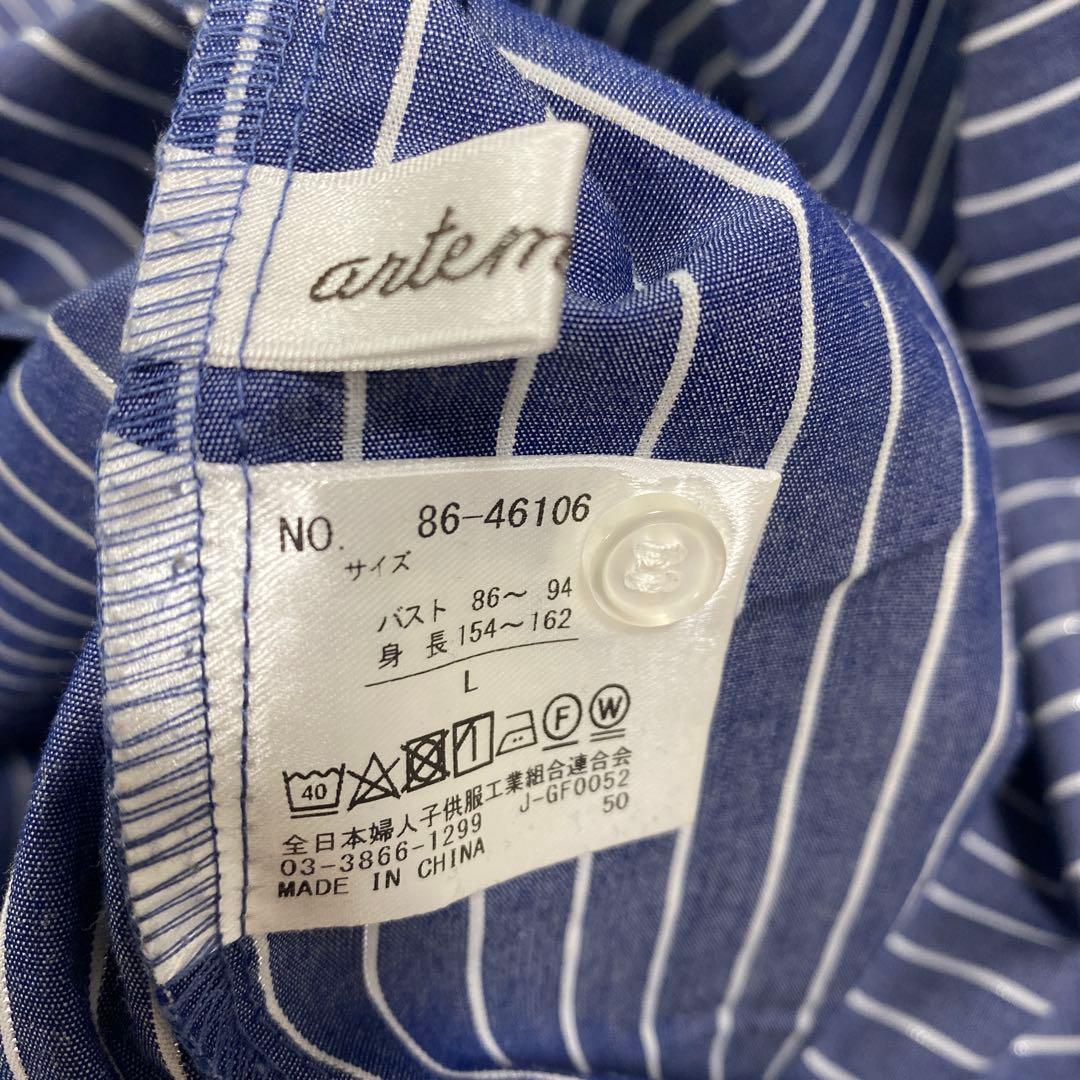 artem
NO. 86-46106
サイズ
バスト 86～ 94
身 長 154～162
L
40 F W
全日本婦人子供服工業組合連合会
03-3866-1299 J-GF0052
MADE IN CHINA 50